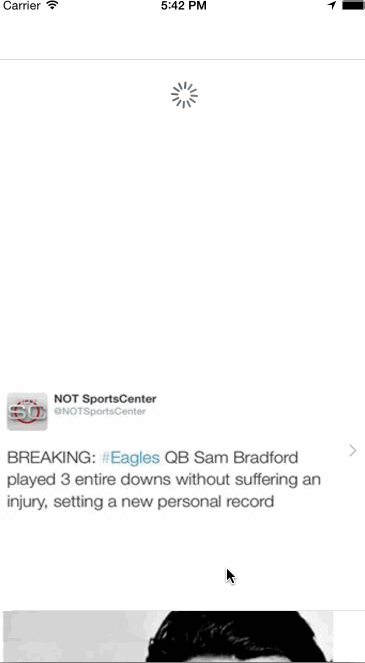 Carrier 5:42 PM
NOT SportsCenter
@NOTSportsCenter
BREAKING: #Eagles QB Sam Bradford
played 3 entire downs without suffering an
injury, setting a new personal record